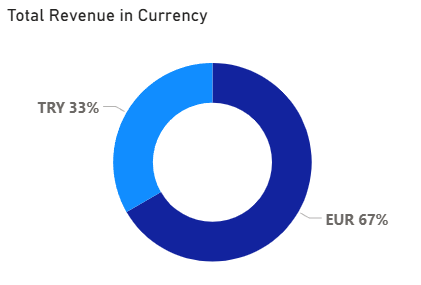 Total Revenue in Currency
TRY 33%
EUR 67%